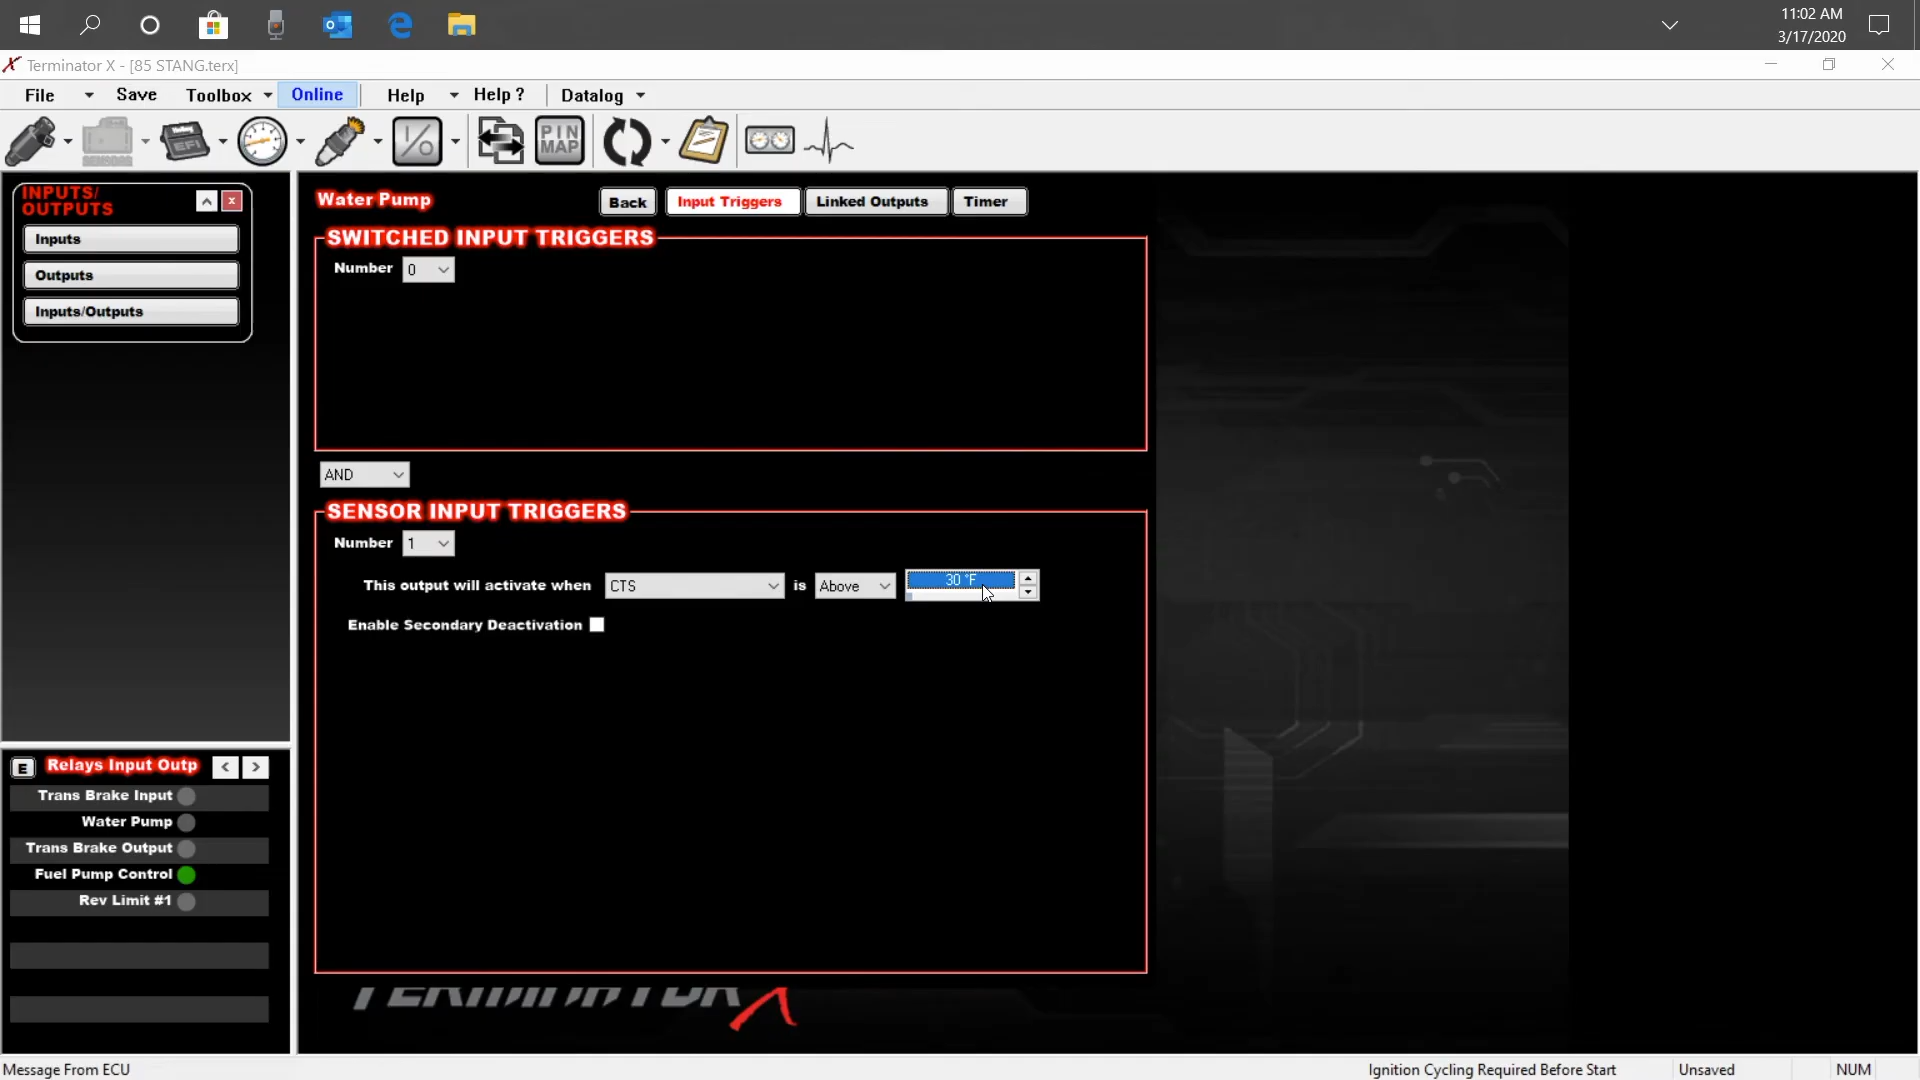 11:02 AM
3/17/2020
Terminator X - [85 STANG.terx]
File Save Toolbox Online Help Help ? Datalog
SENSORS
Holley
EFI
I/O
PIN
MAP
INPUTS/
OUTPUTS
Inputs
Outputs
Inputs/Outputs
Water Pump
Back Input Triggers Linked Outputs Timer
SWITCHED INPUT TRIGGERS
Number 0
AND
SENSOR INPUT TRIGGERS
Number 1
This output will activate when CTS is Above 30 °F
Enable Secondary Deactivation
E Relays Input Outp < >
Trans Brake Input
Water Pump
Trans Brake Output
Fuel Pump Control
Rev Limit #1
TERMINATOR X
Message From ECU
Ignition Cycling Required Before Start
Unsaved
NUM